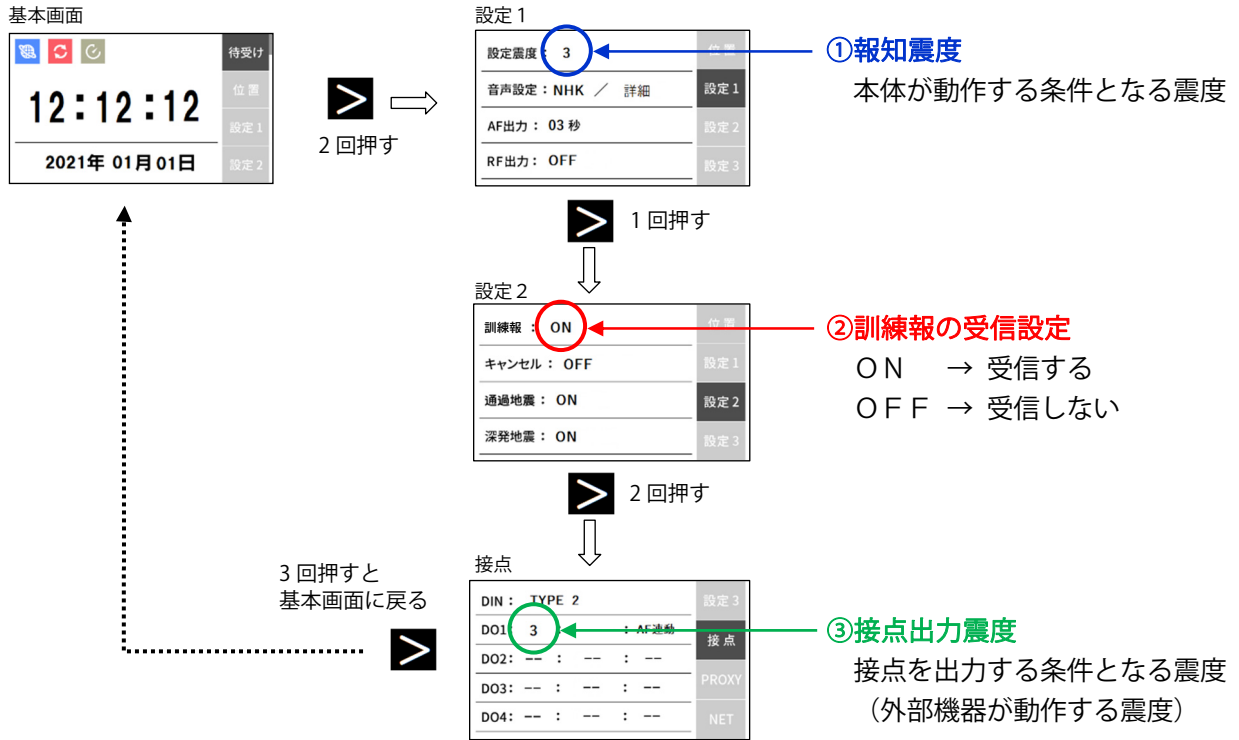 基本画面
待受け
位置
12:12:12
設定1
2021年 01月01日
設定2
2回押す
設定1
設定震度： 3
位置
音声設定：NHK ／ 詳細
設定1
AF出力： 03秒
設定2
RF出力： OFF
設定3
①報知震度
本体が動作する条件となる震度
1回押す
設定2
訓練報： ON
位置
キャンセル： OFF
設定1
通過地震： ON
設定2
深発地震： ON
設定3
②訓練報の受信設定
ＯＮ → 受信する
ＯＦＦ → 受信しない
2回押す
3回押すと
基本画面に戻る
接点
DIN： TYPE 2
設定3
DO1: 3 : AF連動
接点
DO2: -- : -- : --
PROXY
DO3: -- : -- : --
DO4: -- : -- : --
NET
③接点出力震度
接点を出力する条件となる震度
（外部機器が動作する震度）